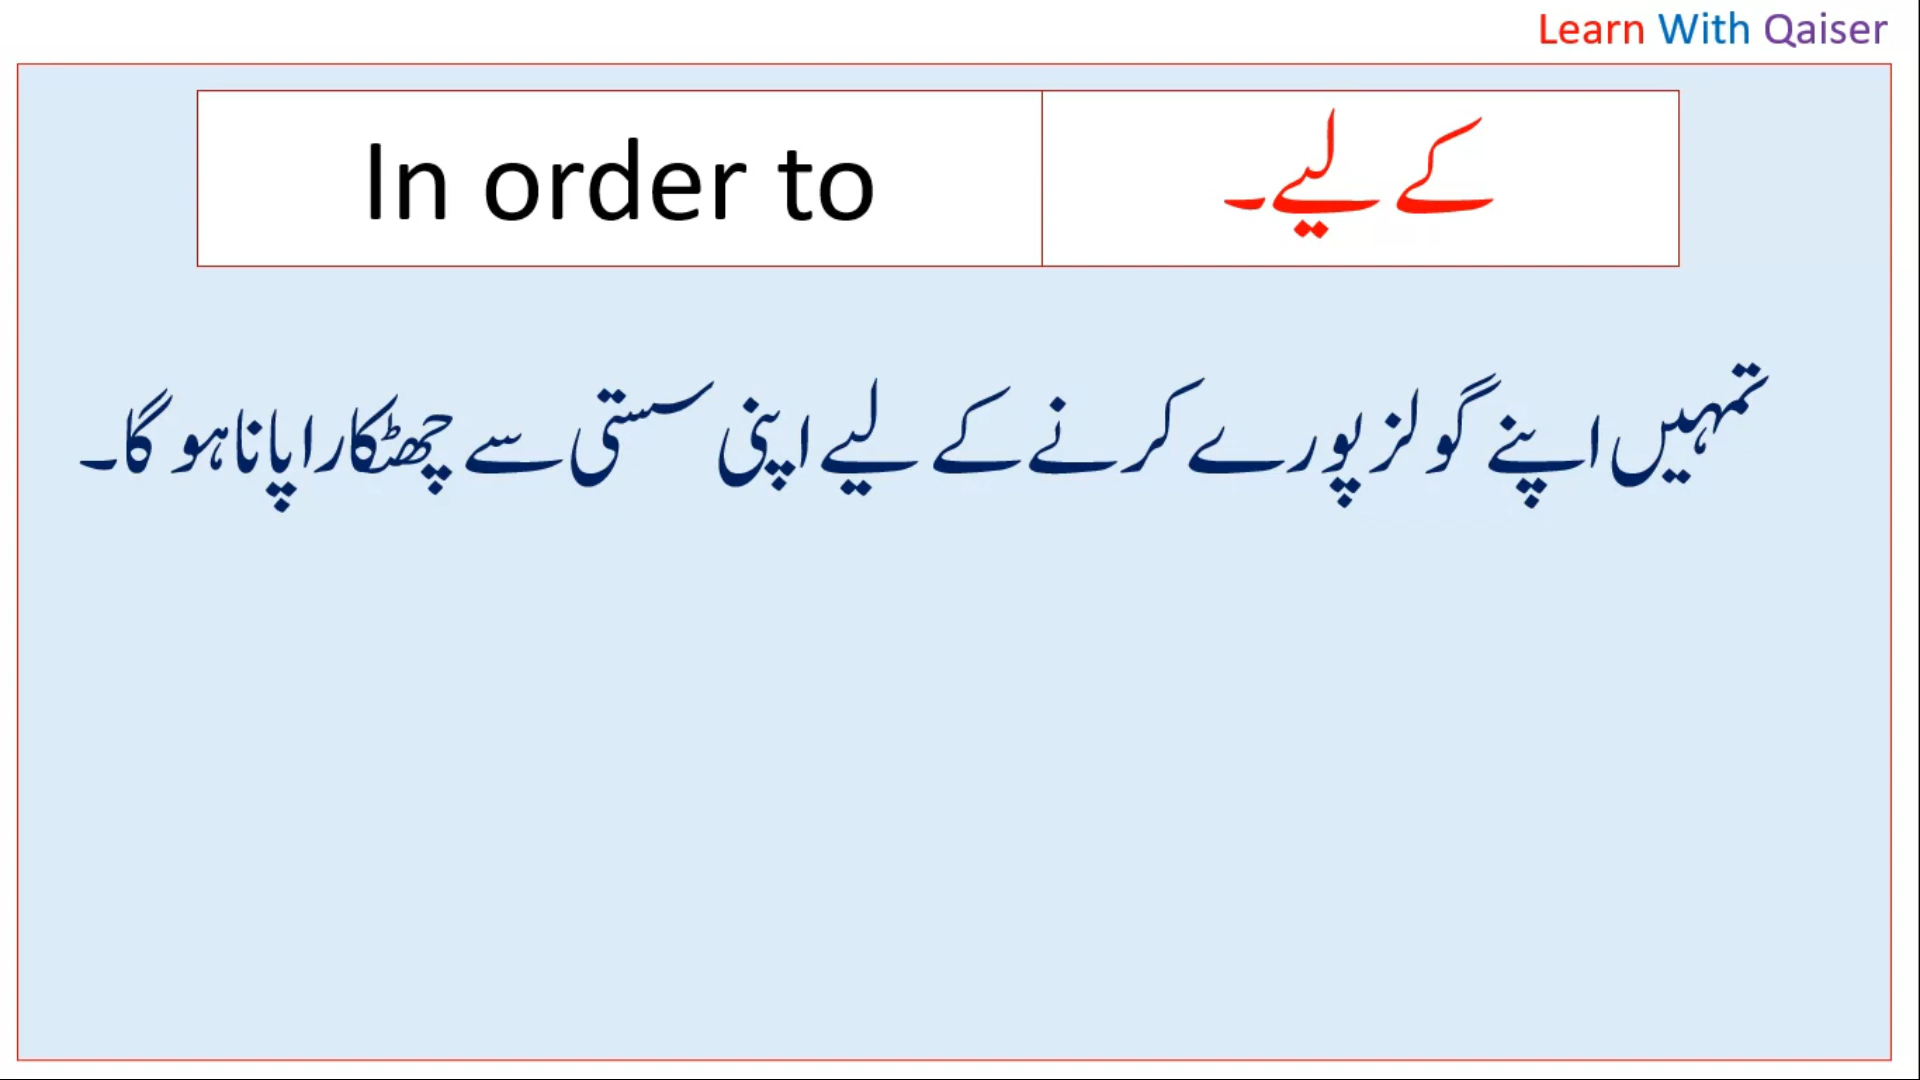 Learn With Qaiser
In order to
کے لیے۔
تمہیں اپنے گولز پورے کرنے کے لیے اپنی سستی سے چھٹکارا پانا ہو گا۔